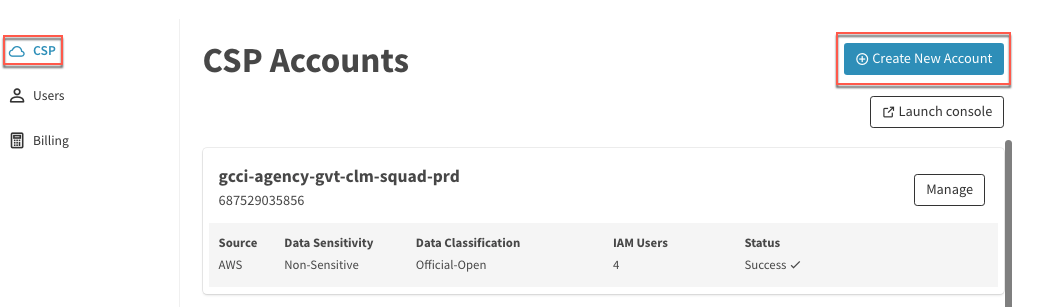 CSP
Users
Billing
CSP Accounts
Create New Account
Launch console
gcci-agency-gvt-clm-squad-prd
687529035856
Manage
Source Data Sensitivity Data Classification IAM Users Status
AWS Non-Sensitive Official-Open 4 Success